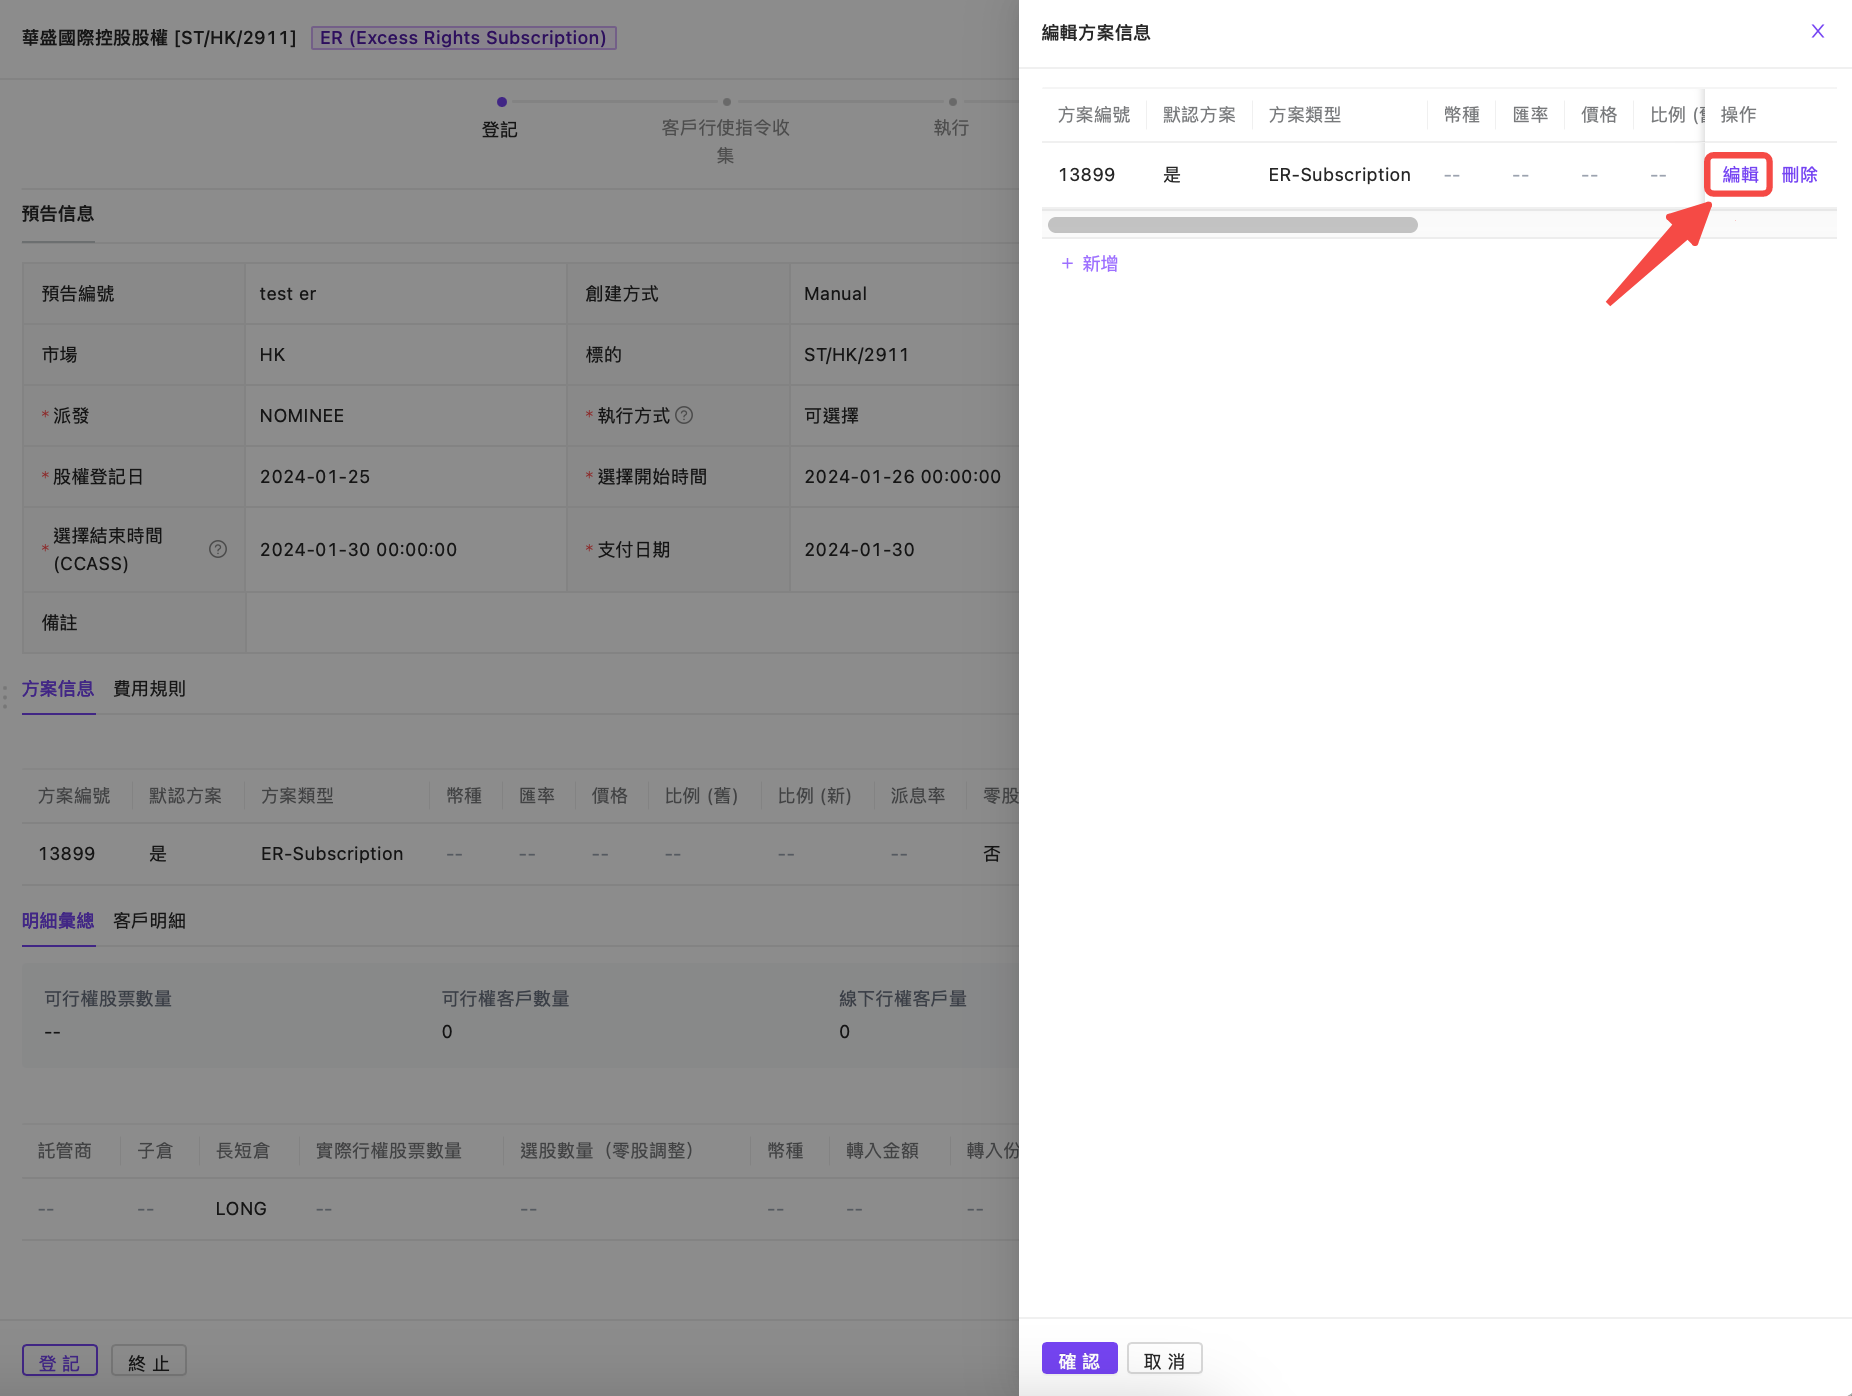 華盛國際控股股權 [ST/HK/2911] ER (Excess Rights Subscription)
登記
客戶行使指令收
集
執行
預告信息
預告編號 test er 創建方式 Manual
市場 HK 標的 ST/HK/2911
* 派發 NOMINEE * 執行方式 ? 可選擇
* 股權登記日 2024-01-25 * 選擇開始時間 2024-01-26 00:00:00
* 選擇結束時間
(CCASS) ? 2024-01-30 00:00:00 * 支付日期 2024-01-30
備註
方案信息 費用規則
方案編號 默認方案 方案類型 幣種 匯率 價格 比例 (舊) 比例 (新) 派息率 零股
13899 是 ER-Subscription -- -- -- -- -- -- 否
明細彙總 客戶明細
可行權股票數量 可行權客戶數量 線下行權客戶量
-- 0 0
託管商 子倉 長短倉 實際行權股票數量 選股數量（零股調整） 幣種 轉入金額 轉入份
-- -- LONG -- -- -- -- --
登 記 終 止
編輯方案信息
方案編號 默認方案 方案類型 幣種 匯率 價格 比例 ( 操作
13899 是 ER-Subscription -- -- -- -- 編輯 刪除
+ 新增
確 認 取 消